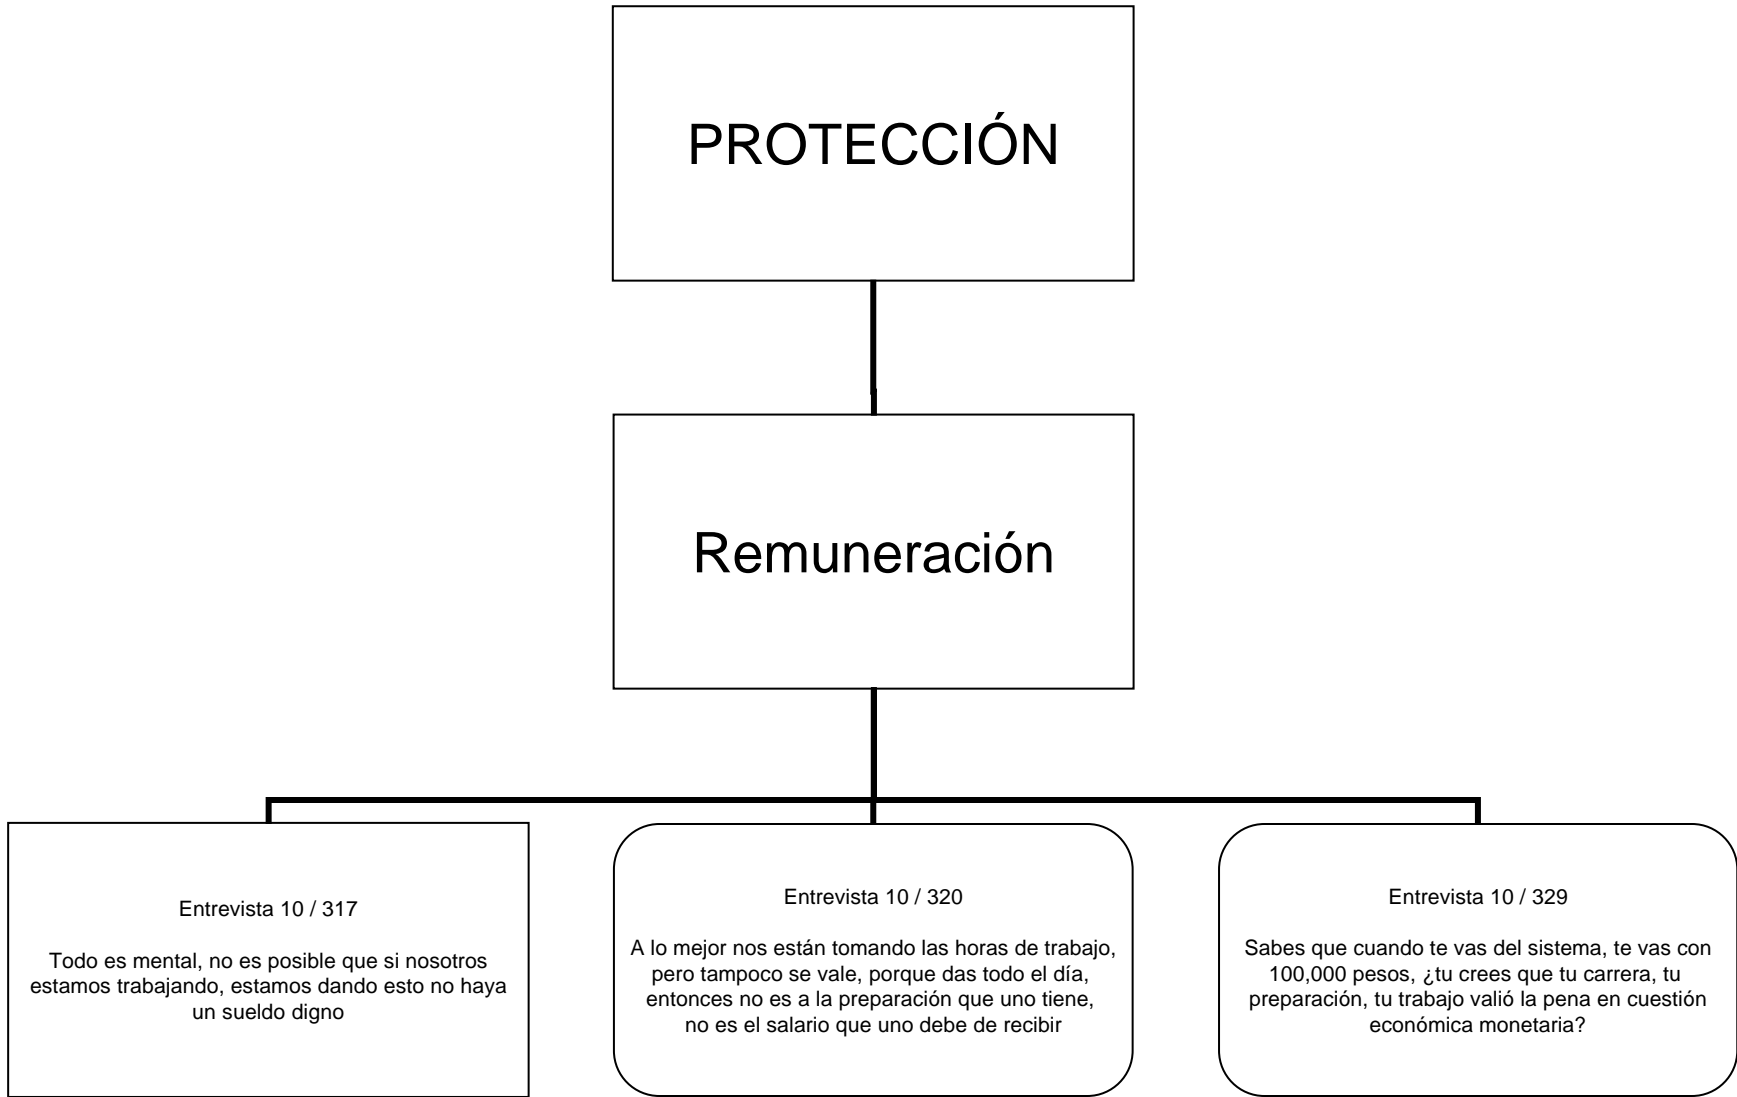 PROTECCIÓN
Remuneración
Entrevista 10 / 317
Todo es mental, no es posible que si nosotros
estamos trabajando, estamos dando esto no haya
un sueldo digno
Entrevista 10 / 320
A lo mejor nos están tomando las horas de trabajo,
pero tampoco se vale, porque das todo el día,
entonces no es a la preparación que uno tiene,
no es el salario que uno debe de recibir
Entrevista 10 / 329
Sabes que cuando te vas del sistema, te vas con
100,000 pesos, ¿tu crees que tu carrera, tu
preparación, tu trabajo valió la pena en cuestión
económica monetaria?